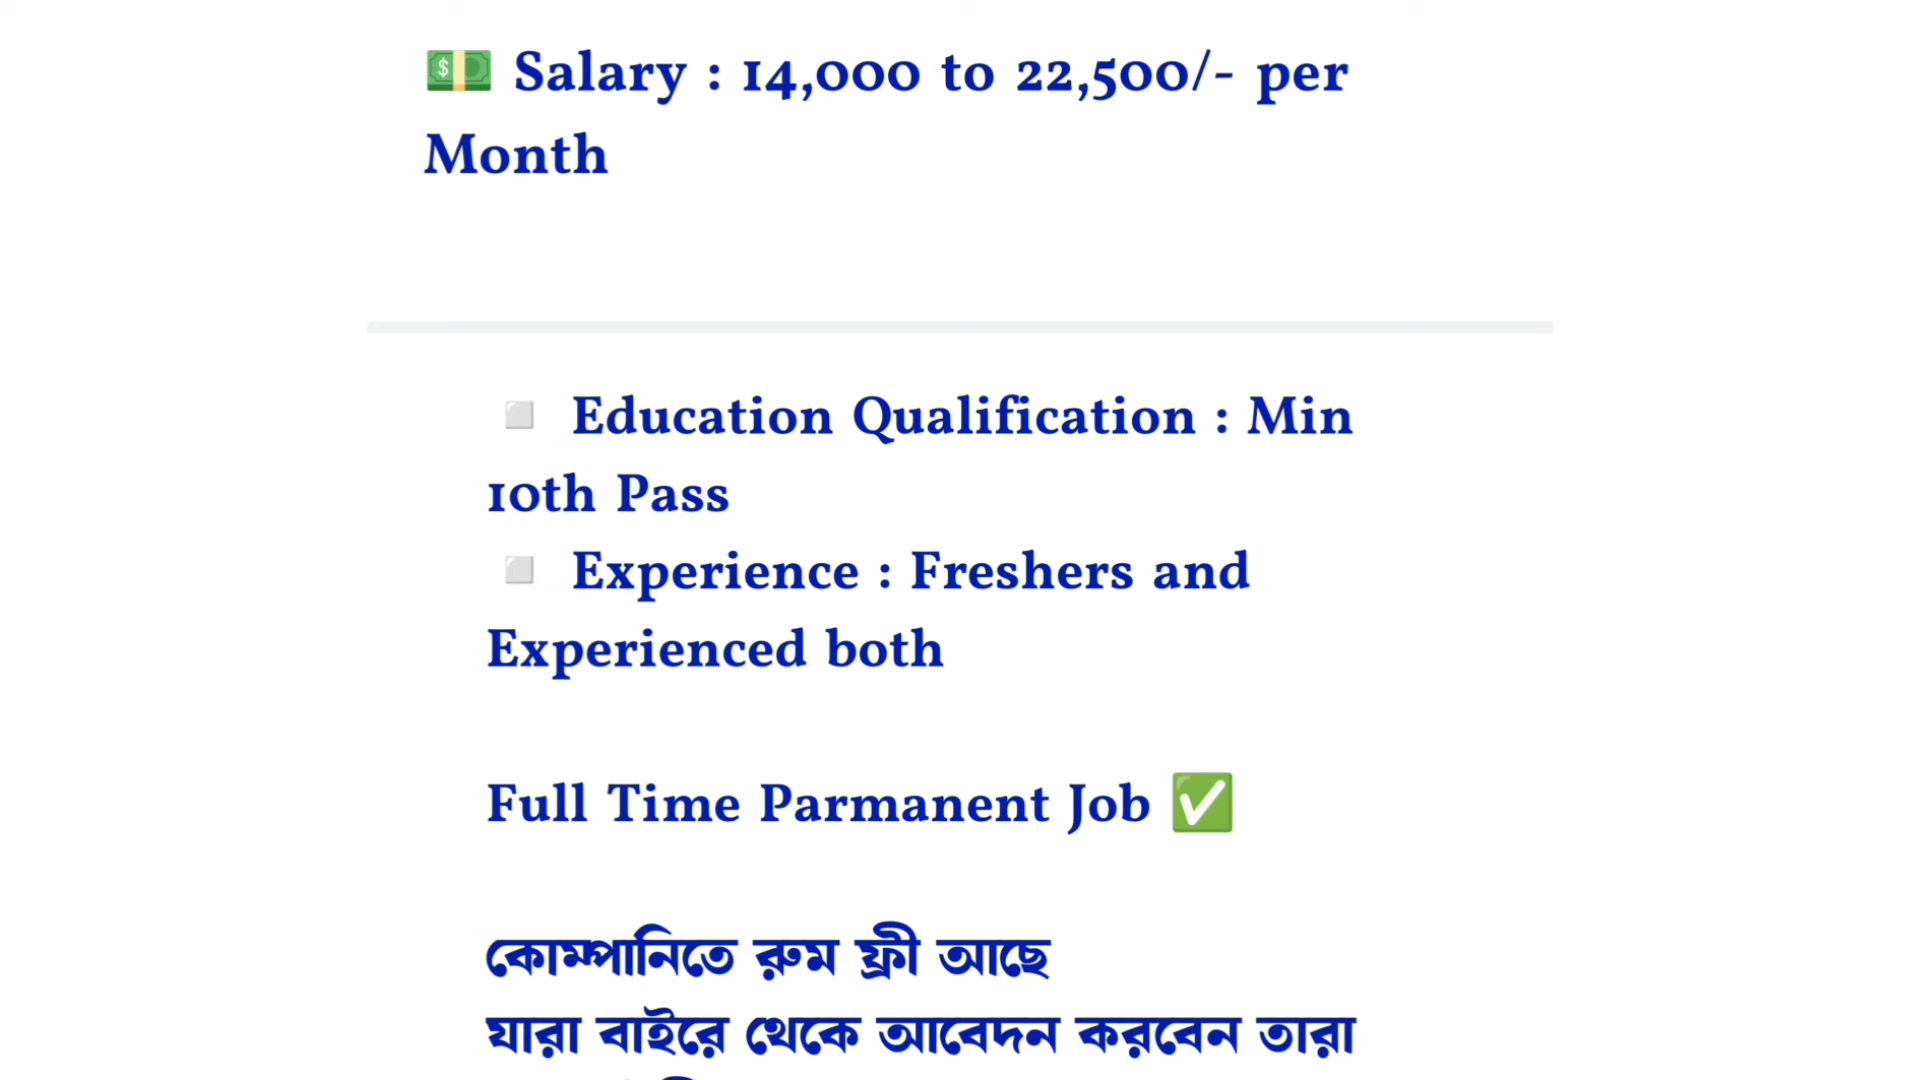 💵 Salary : 14,000 to 22,500/- per
Month
◽ Education Qualification : Min
10th Pass
◽ Experience : Freshers and
Experienced both
Full Time Parmanent Job ✅
কোম্পানিতে রুম ফ্রী আছে
যারা বাইরে থেকে আবেদন করবেন তারা